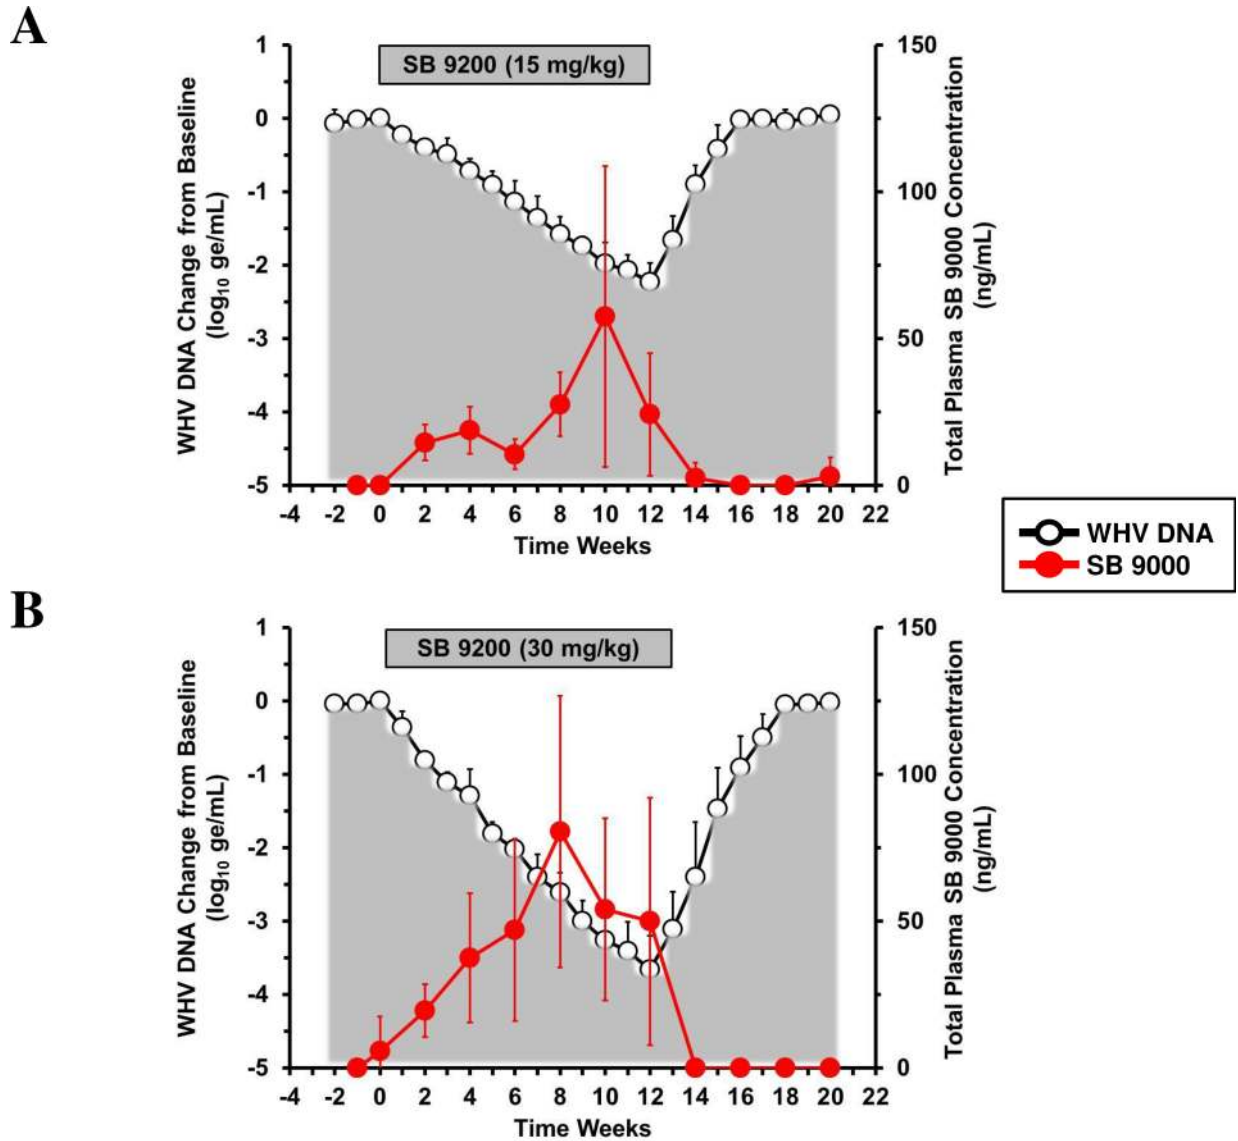 A
SB 9200 (15 mg/kg)
WHV DNA Change from Baseline
(log10 ge/mL)
1
0
-1
-2
-3
-4
-5
150
100
50
0
Total Plasma SB 9000 Concentration
(ng/mL)
-4 -2 0 2 4 6 8 10 12 14 16 18 20 22
Time Weeks
WHV DNA
SB 9000
B
SB 9200 (30 mg/kg)
WHV DNA Change from Baseline
(log10 ge/mL)
1
0
-1
-2
-3
-4
-5
150
100
50
0
Total Plasma SB 9000 Concentration
(ng/mL)
-4 -2 0 2 4 6 8 10 12 14 16 18 20 22
Time Weeks